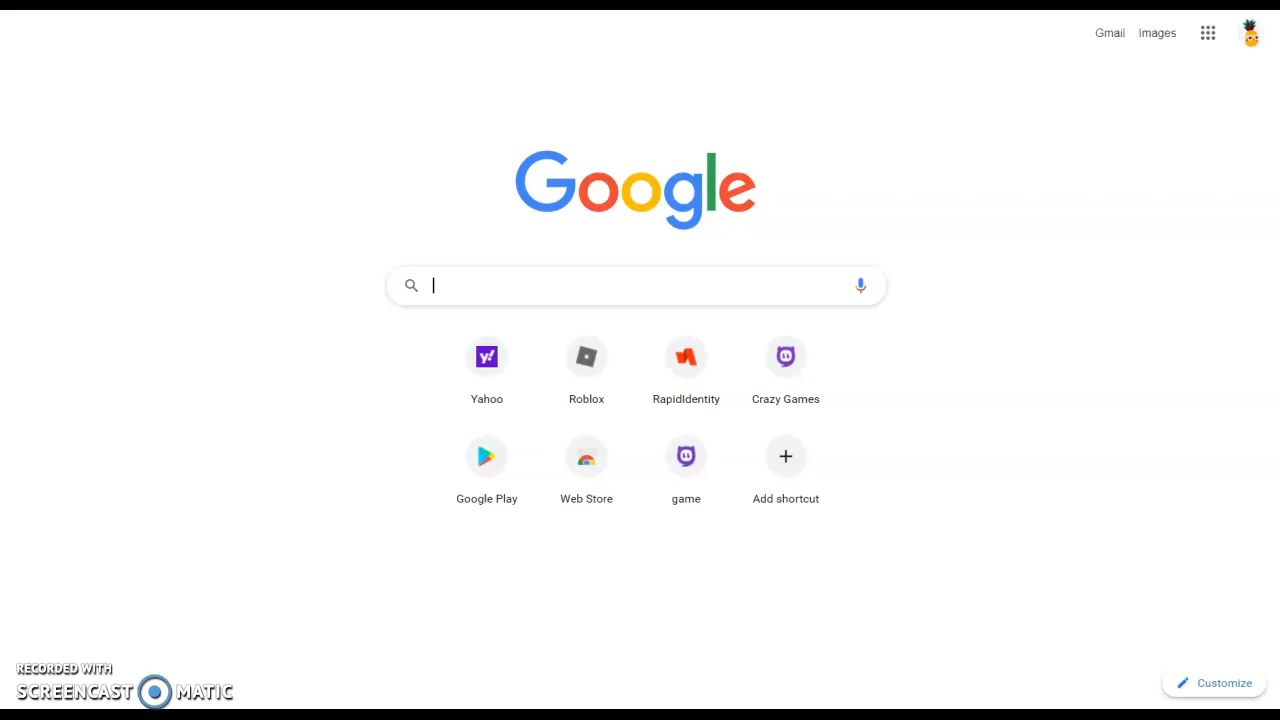 Gmail Images
Google
Yahoo Roblox RapidIdentity Crazy Games
Google Play Web Store game Add shortcut
RECORDED WITH
SCREENCAST MATIC
Customize